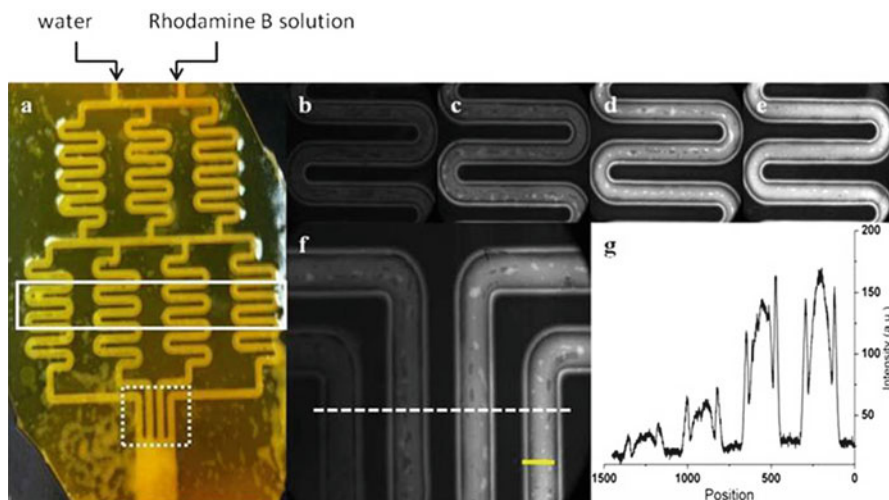 water
Rhodamine B solution
a
b
c
d
e
f
g
200
150
100
50
Intensity (a.u.)
1500
1000
500
0
Position